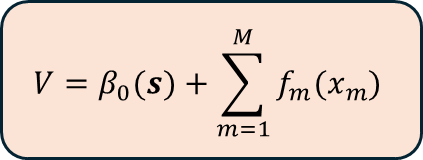 V = β₀(𝒔) + ∑_{m=1}^{M} f_m(x_m)